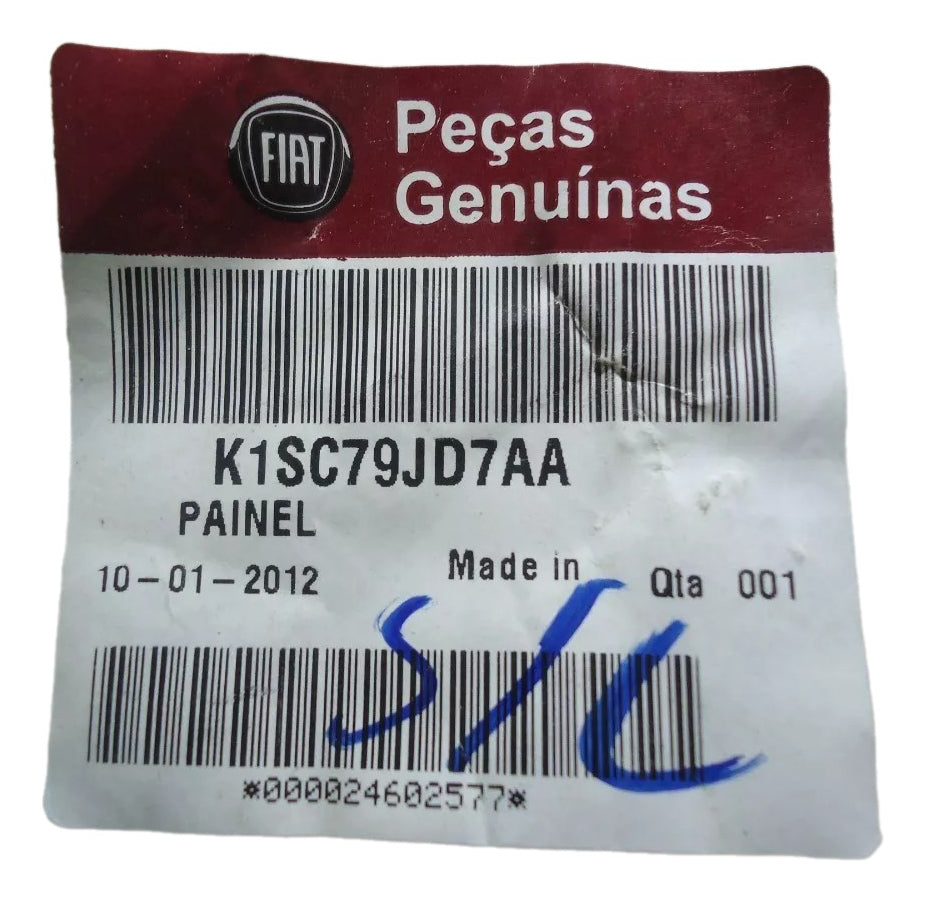 FIAT
Peças
Genuínas
K1SC79JD7AA
PAINEL
10-01-2012 Made in Qta 001
S/C
*000024602577*